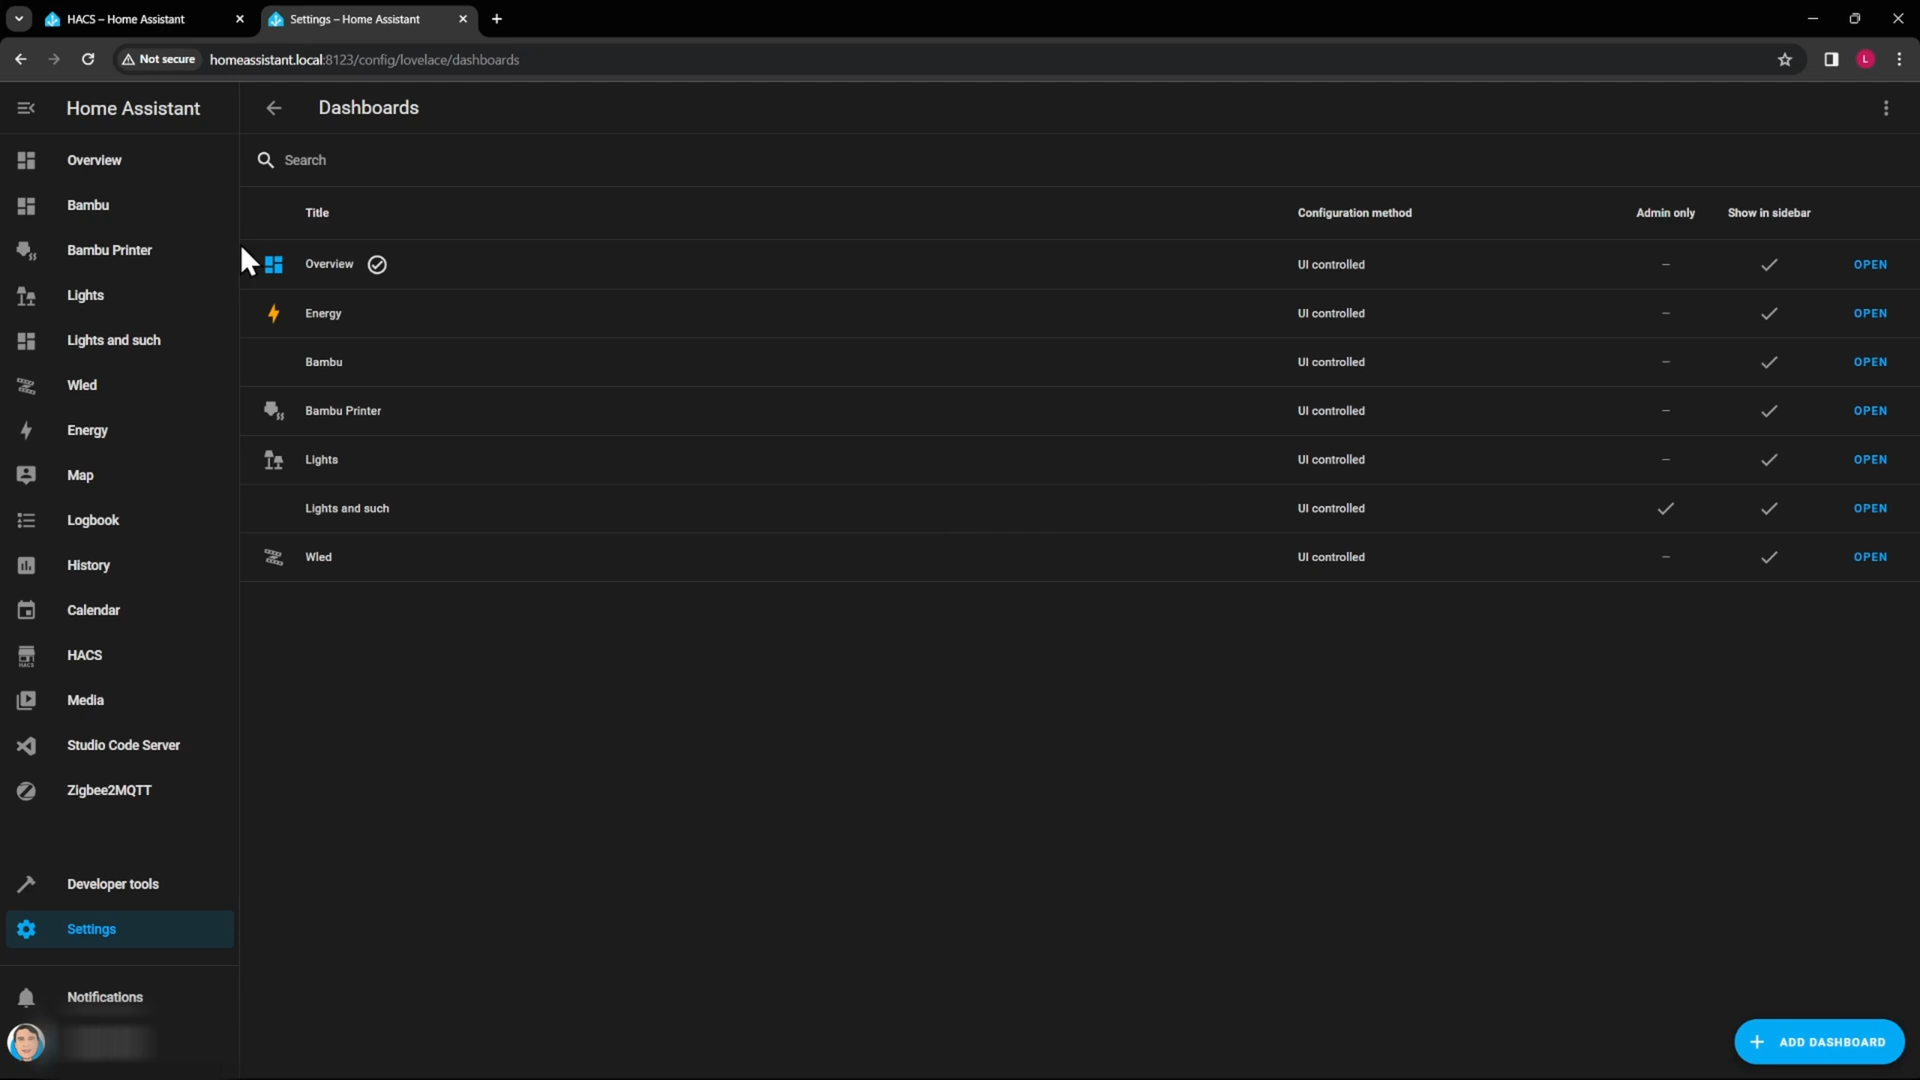 HACS – Home Assistant
Settings – Home Assistant
Not secure
homeassistant.local:8123/config/lovelace/dashboards
L
Home Assistant
Dashboards
Overview
Bambu
Bambu Printer
Lights
Lights and such
Wled
Energy
Map
Logbook
History
Calendar
HACS
HACS
Media
Studio Code Server
Zigbee2MQTT
Developer tools
Settings
Notifications
Search
Title Configuration method Admin only Show in sidebar
Overview UI controlled – OPEN
Energy UI controlled – OPEN
Bambu UI controlled – OPEN
Bambu Printer UI controlled – OPEN
Lights UI controlled – OPEN
Lights and such UI controlled OPEN
Wled UI controlled – OPEN
ADD DASHBOARD